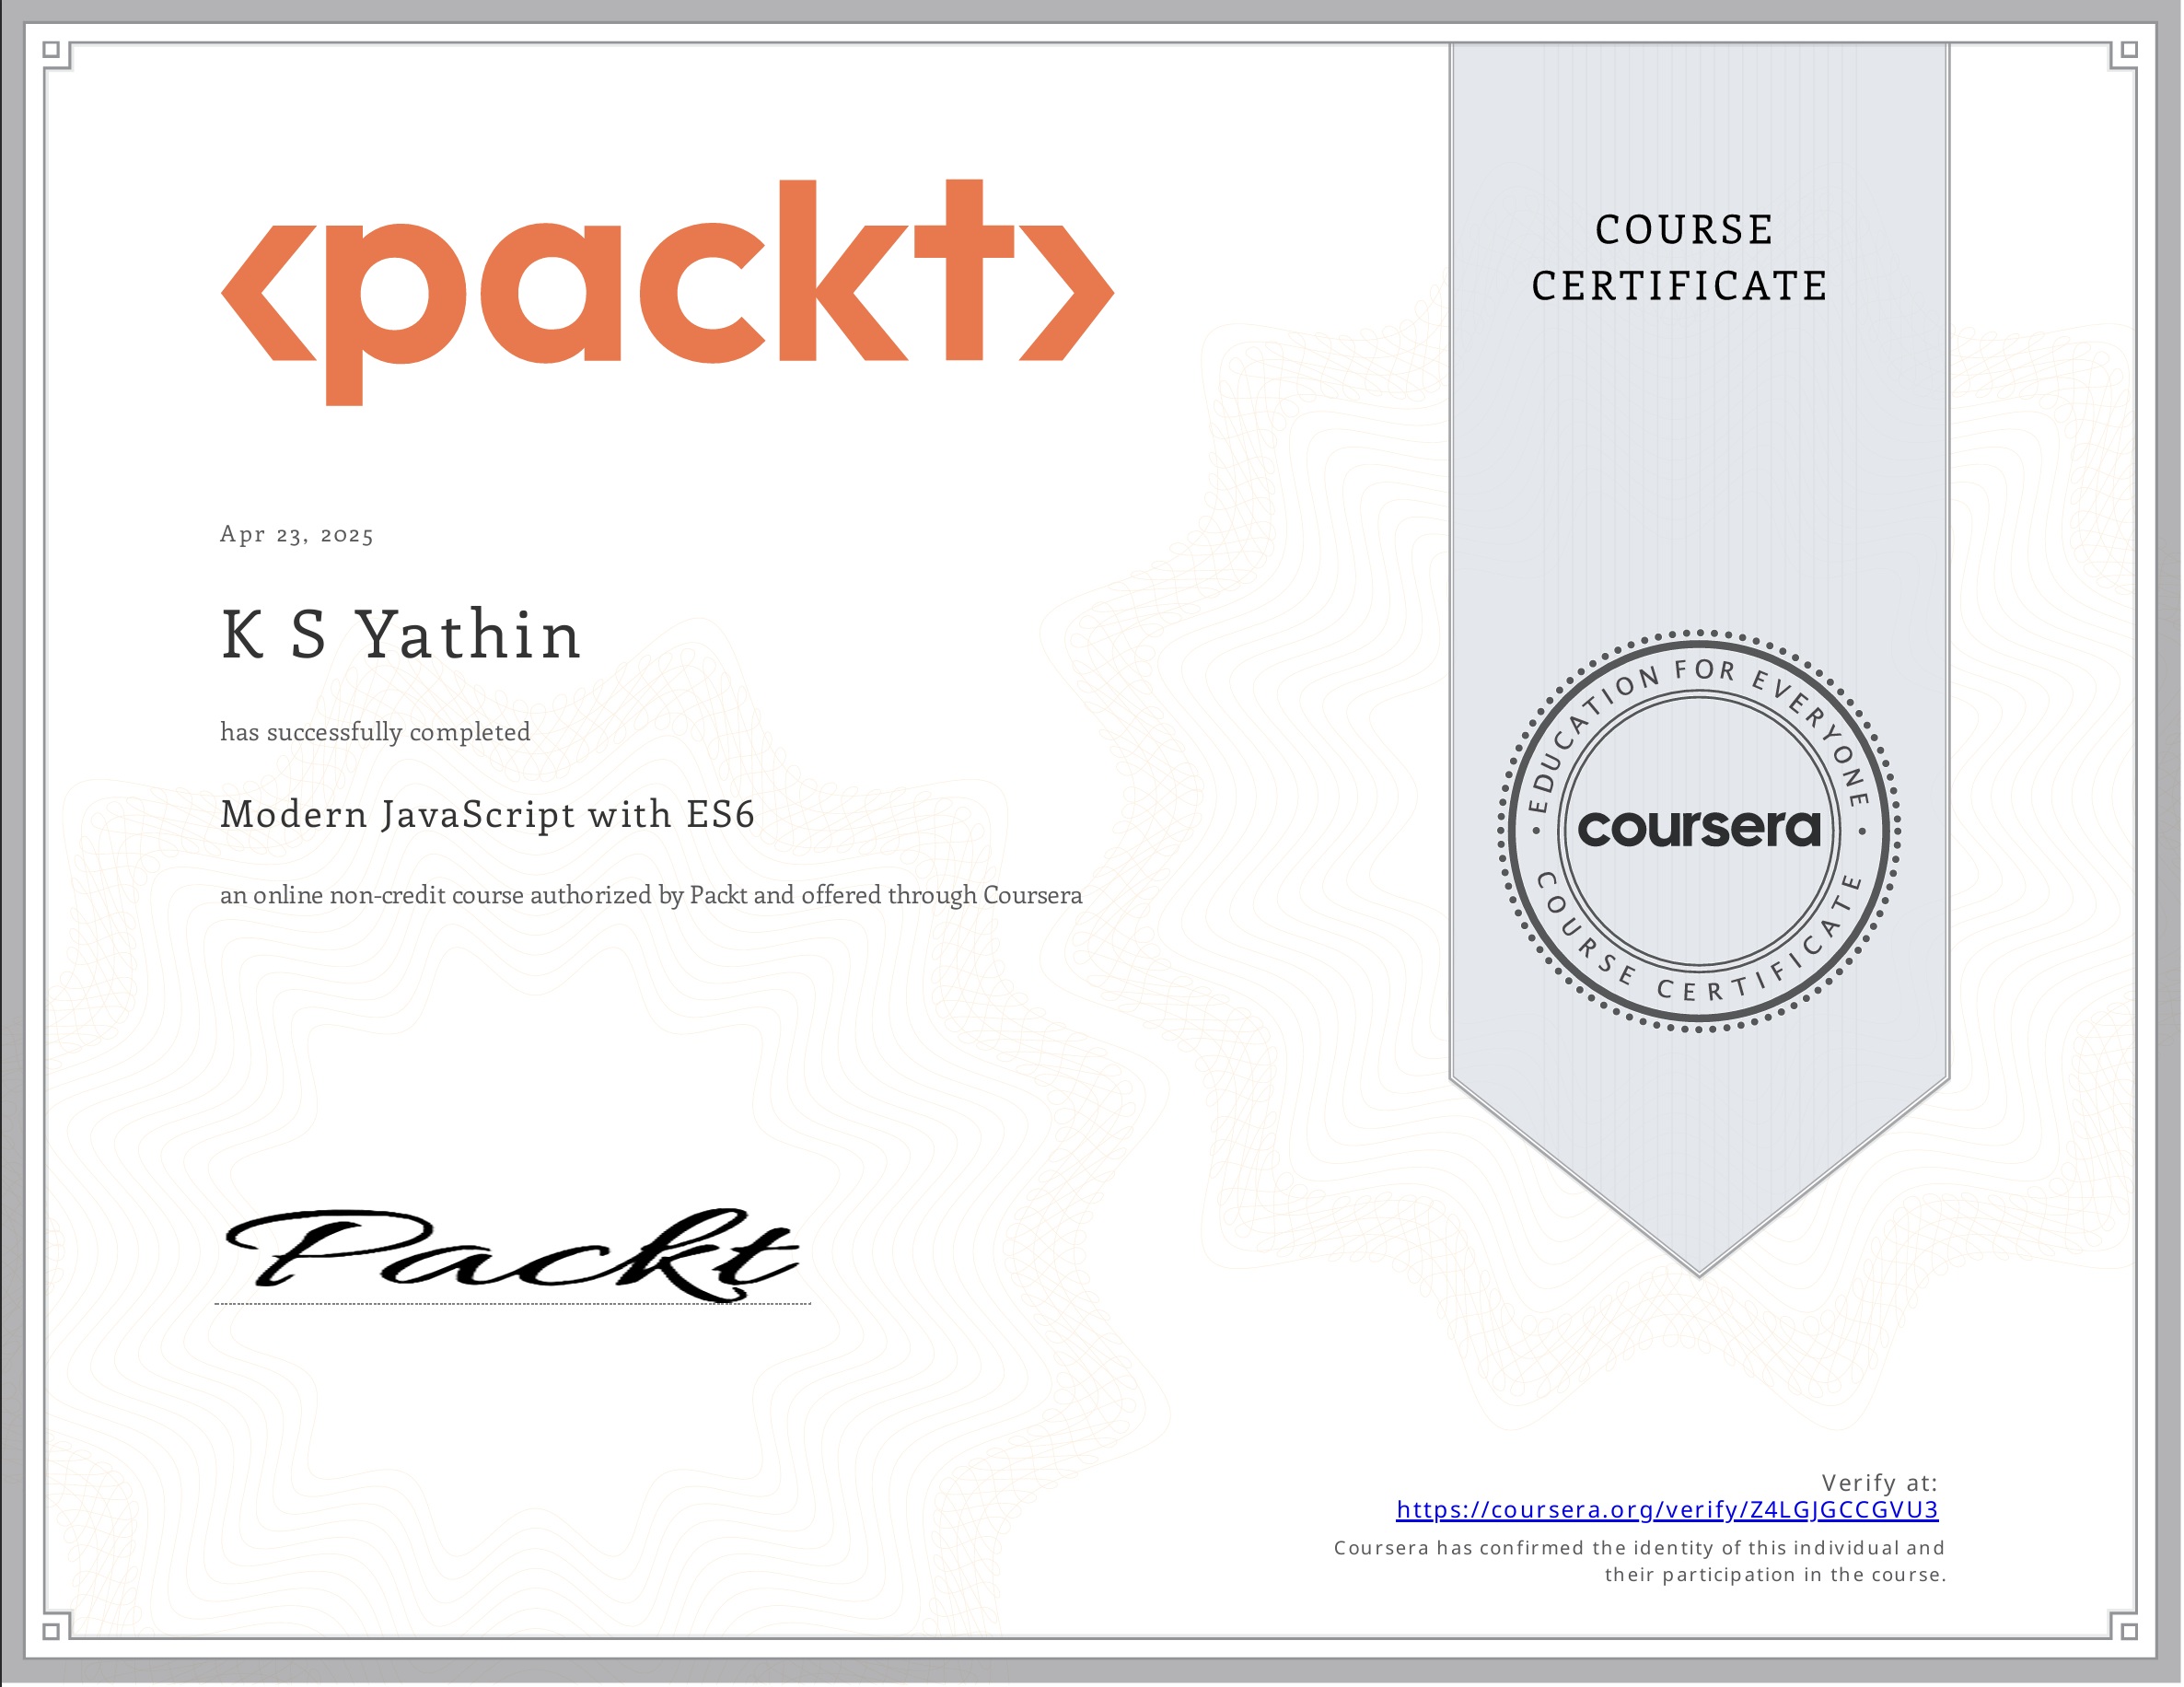 <packt>
COURSE
CERTIFICATE
Apr 23, 2025
K S Yathin
has successfully completed
Modern JavaScript with ES6
an online non-credit course authorized by Packt and offered through Coursera
EDUCATION FOR EVERYONE
coursera
COURSE CERTIFICATE
Packt
Verify at:
https://coursera.org/verify/Z4LGJGCCGVU3
Coursera has confirmed the identity of this individual and
their participation in the course.